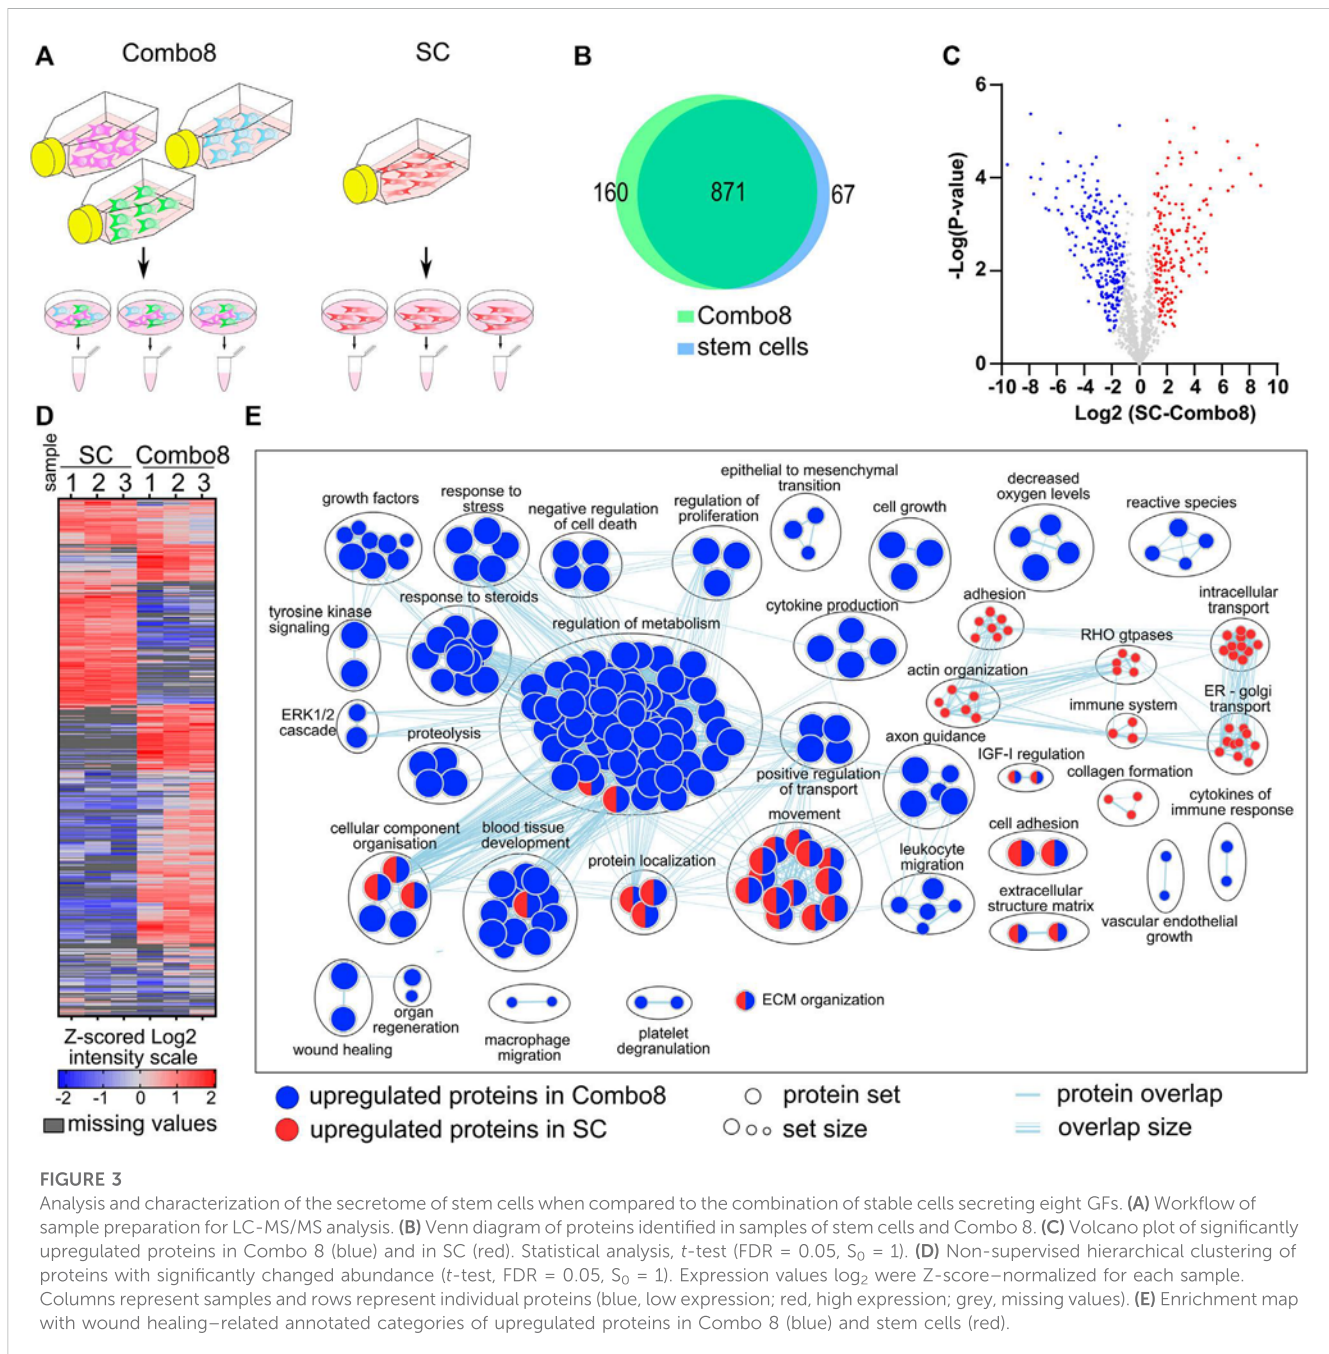 A
Combo8
SC
B
160
871
67
Combo8
stem cells
C
6
4
2
0
-Log(P-value)
-10 -8 -6 -4 -2 0 2 4 6 8 10
Log2 (SC-Combo8)
D
sample
SC Combo8
1 2 3 1 2 3
Z-scored Log2
intensity scale
-2 -1 0 1 2
missing values
E
growth factors
response to
stress
negative regulation
of cell death
regulation of
proliferation
epithelial to mesenchymal
transition
cell growth
decreased
oxygen levels
reactive species
tyrosine kinase
signaling
response to steroids
regulation of metabolism
cytokine production
adhesion
RHO gtpases
intracellular
transport
actin organization
ERK1/2
cascade
proteolysis
positive regulation
of transport
axon guidance
immune system
ER - golgi
transport
IGF-I regulation
collagen formation
cytokines of
immune response
cellular component
organisation
blood tissue
development
protein localization
movement
leukocyte
migration
cell adhesion
extracellular
structure matrix
vascular endothelial
growth
wound healing
organ
regeneration
macrophage
migration
platelet
degranulation
ECM organization
upregulated proteins in Combo8
upregulated proteins in SC
protein set
set size
protein overlap
overlap size
FIGURE 3
Analysis and characterization of the secretome of stem cells when compared to the combination of stable cells secreting eight GFs. (A) Workflow of
sample preparation for LC-MS/MS analysis. (B) Venn diagram of proteins identified in samples of stem cells and Combo 8. (C) Volcano plot of significantly
upregulated proteins in Combo 8 (blue) and in SC (red). Statistical analysis, t-test (FDR = 0.05, S₀ = 1). (D) Non-supervised hierarchical clustering of
proteins with significantly changed abundance (t-test, FDR = 0.05, S₀ = 1). Expression values log₂ were Z-score–normalized for each sample.
Columns represent samples and rows represent individual proteins (blue, low expression; red, high expression; grey, missing values). (E) Enrichment map
with wound healing–related annotated categories of upregulated proteins in Combo 8 (blue) and stem cells (red).